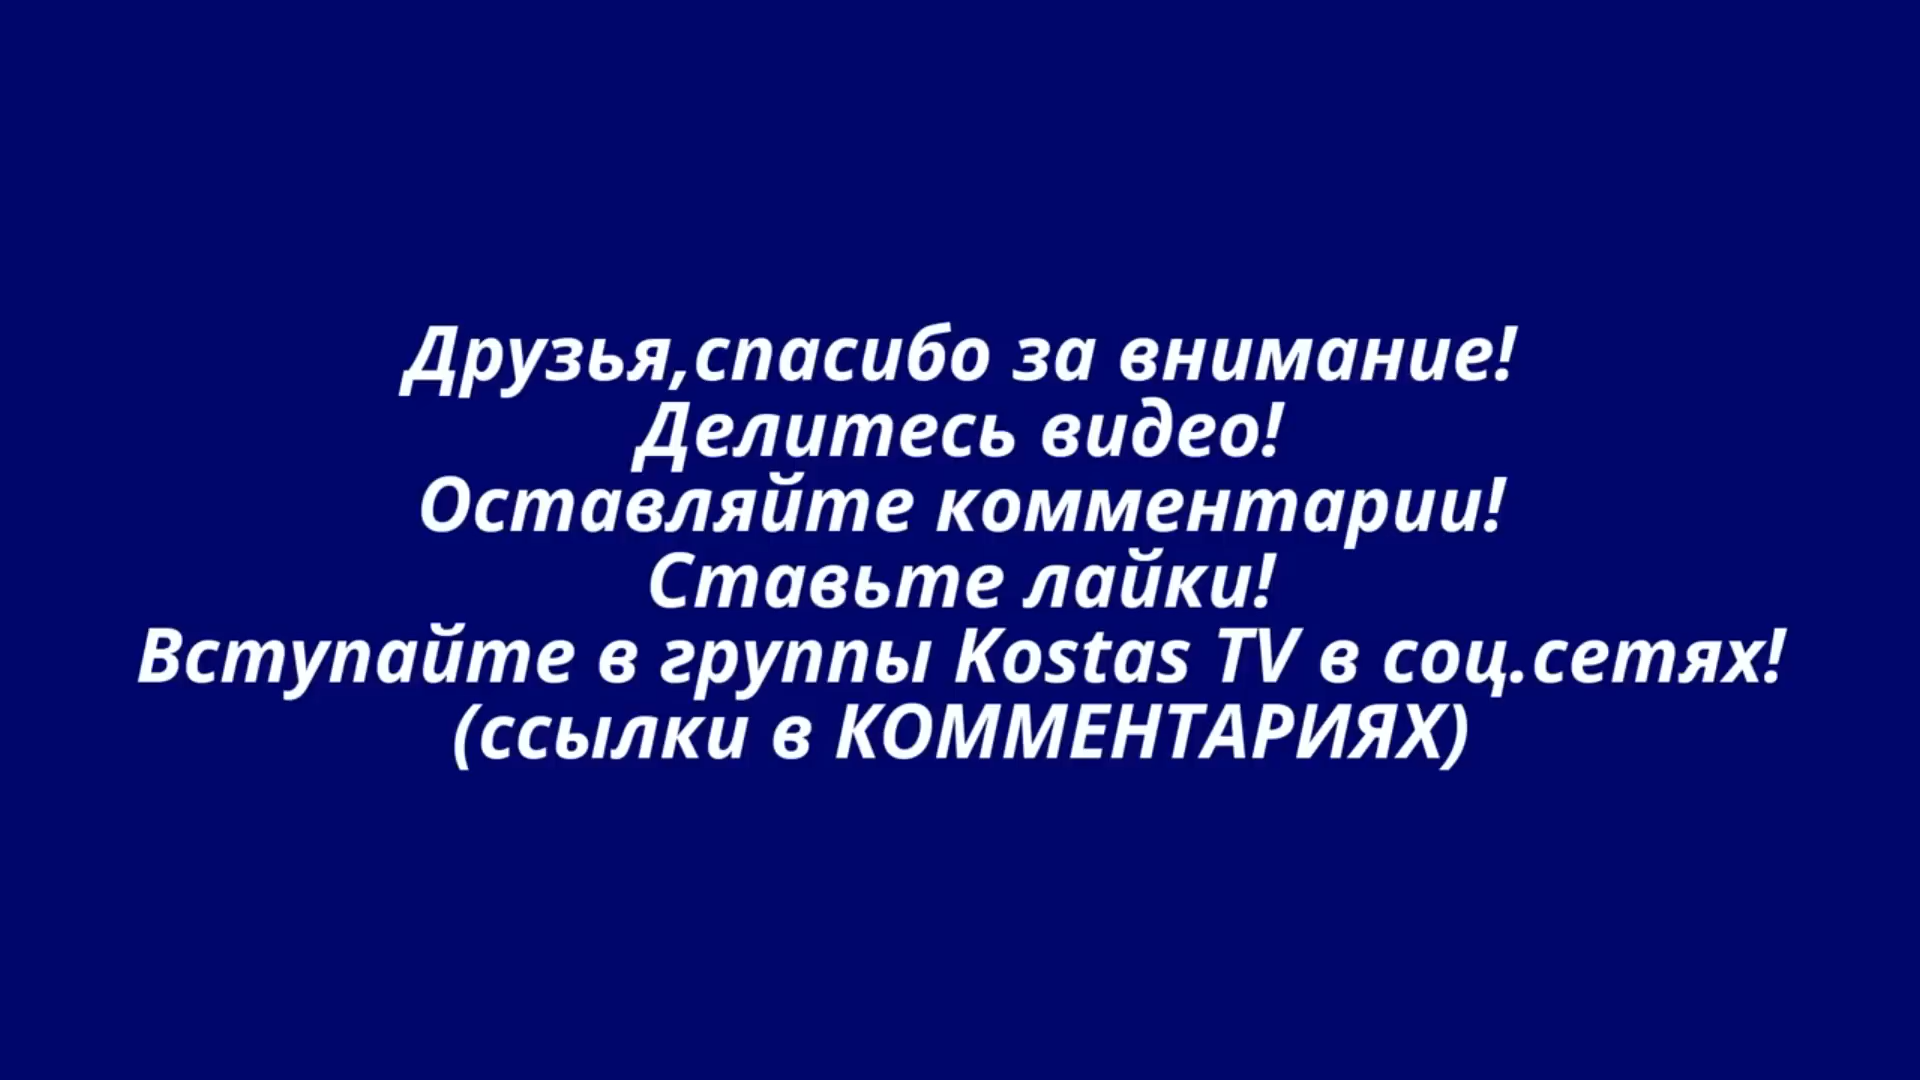 Друзья,спасибо за внимание!
Делитесь видео!
Оставляйте комментарии!
Ставьте лайки!
Вступайте в группы Kostas TV в соц.сетях!
(ссылки в КОММЕНТАРИЯХ)